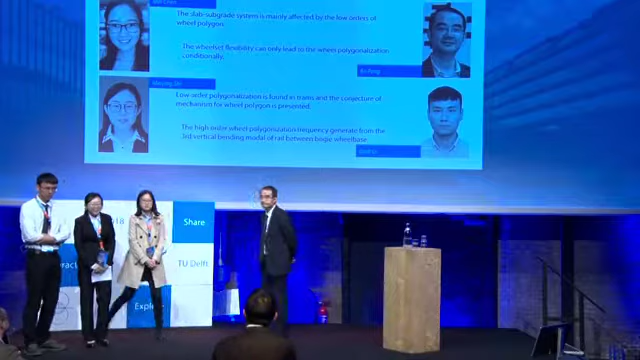 The slab-subgrade system is mainly affected by the low orders of
wheel polygon.
The wheelset flexibility can only lead to the wheel polygonalization
conditionally.
Low order polygonalization is found in trams and the conjecture of
mechanism for wheel polygon is presented.
The high order wheel polygonization frequency generate from the
3rd vertical bending modal of rail between bogie wheelbase.
Share
TU Delft
Explore